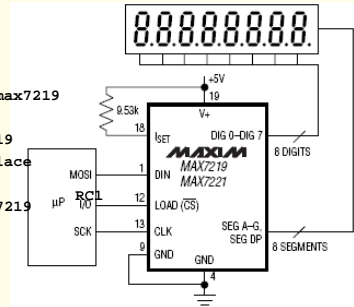 8.8.8.8.8.8.8.8.
+5V
max7219
19
9.53k
V+
18 ISET DIG 0–DIG 7
19
MAXIM
8 DIGITS
lace
MAX7219
MAX7221
MOSI 1 DIN
µP I/O RC1 12 LOAD (CS)
7219
SEG A–G,
SCK 13 CLK SEG DP
8 SEGMENTS
9 GND GND
4